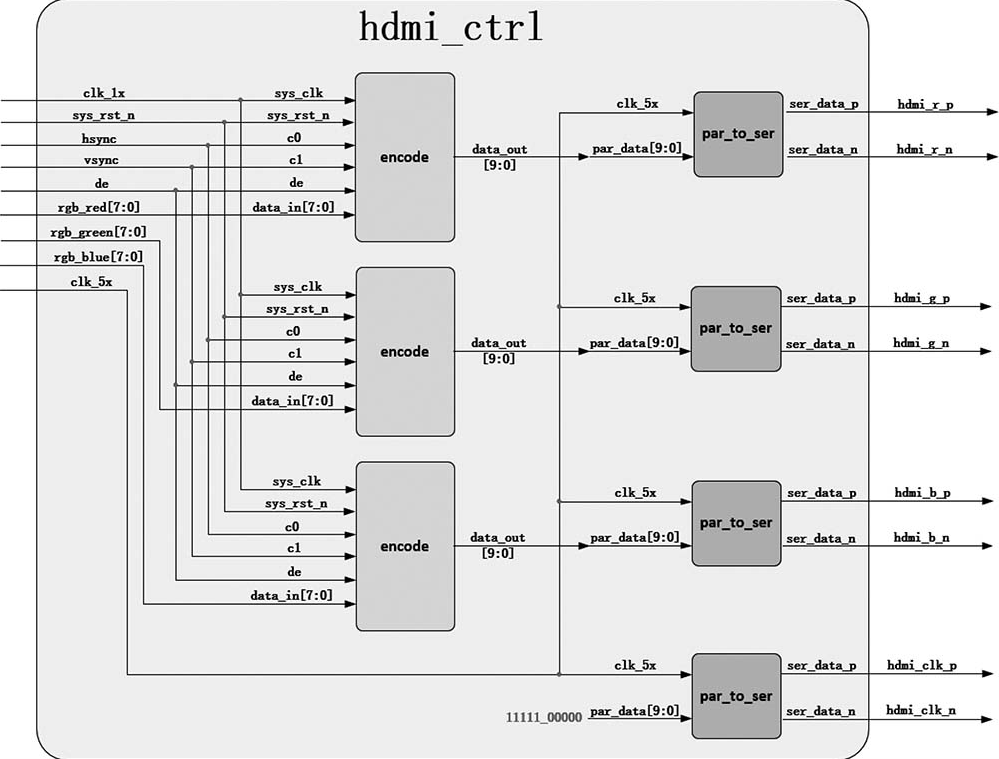 hdmi_ctrl
clk_1x
sys_clk
sys_rst_n
sys_rst_n
hsync
c0
vsync
c1
de
de
rgb_red[7:0]
data_in[7:0]
rgb_green[7:0]
rgb_blue[7:0]
clk_5x
encode
data_out
[9:0]
clk_5x
par_data[9:0]
par_to_ser
ser_data_p
hdmi_r_p
ser_data_n
hdmi_r_n
sys_clk
sys_rst_n
c0
c1
de
data_in[7:0]
encode
data_out
[9:0]
clk_5x
par_data[9:0]
par_to_ser
ser_data_p
hdmi_g_p
ser_data_n
hdmi_g_n
sys_clk
sys_rst_n
c0
c1
de
data_in[7:0]
encode
data_out
[9:0]
clk_5x
par_data[9:0]
par_to_ser
ser_data_p
hdmi_b_p
ser_data_n
hdmi_b_n
clk_5x
11111_00000
par_data[9:0]
par_to_ser
ser_data_p
hdmi_clk_p
ser_data_n
hdmi_clk_n